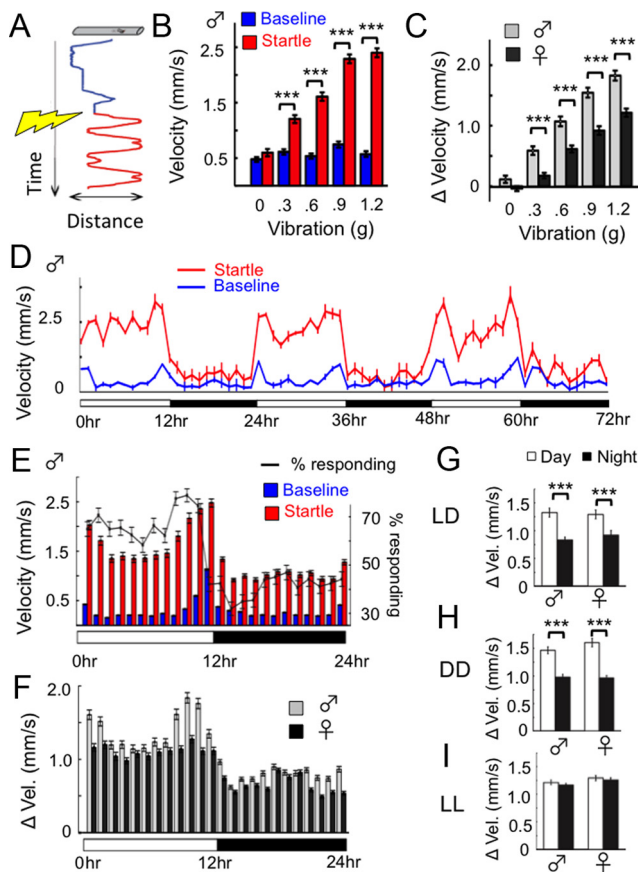 A
Time
Distance
B
♂
Baseline
Startle
Velocity (mm/s)
2.5
1.5
0.5
***
***
***
***
0 .3 .6 .9 1.2
Vibration (g)
C
♂
♀
Δ Velocity (mm/s)
2.0
1.0
0
***
***
***
***
0 .3 .6 .9 1.2
Vibration (g)
D
♂
Startle
Baseline
Velocity (mm/s)
2.5
0
0hr 12hr 24hr 36hr 48hr 60hr 72hr
E
♂
% responding
Baseline
Startle
Velocity (mm/s)
2.5
1.5
0.5
70
50
30
% responding
0hr 12hr 24hr
F
♂
♀
Δ Vel. (mm/s)
2.0
1.0
0
0hr 12hr 24hr
G
Day Night
LD
Δ Vel. (mm/s)
1.5
1.0
0
*** ***
♂ ♀
H
DD
Δ Vel. (mm/s)
1.5
1.0
0
*** ***
♂ ♀
I
LL
Δ Vel. (mm/s)
1.5
1.0
0
♂ ♀